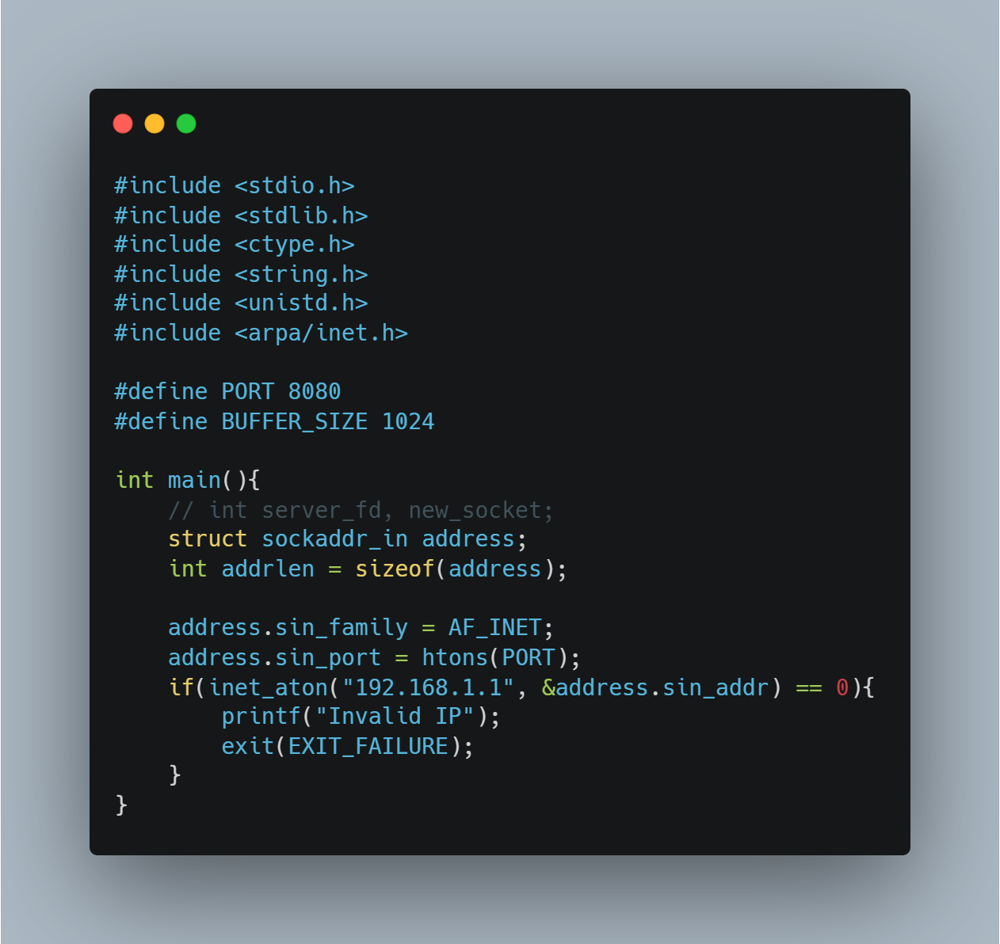 #include <stdio.h>
#include <stdlib.h>
#include <ctype.h>
#include <string.h>
#include <unistd.h>
#include <arpa/inet.h>

#define PORT 8080
#define BUFFER_SIZE 1024

int main(){
    // int server_fd, new_socket;
    struct sockaddr_in address;
    int addrlen = sizeof(address);

    address.sin_family = AF_INET;
    address.sin_port = htons(PORT);
    if(inet_aton("192.168.1.1", &address.sin_addr) == 0){
        printf("Invalid IP");
        exit(EXIT_FAILURE);
    }
}